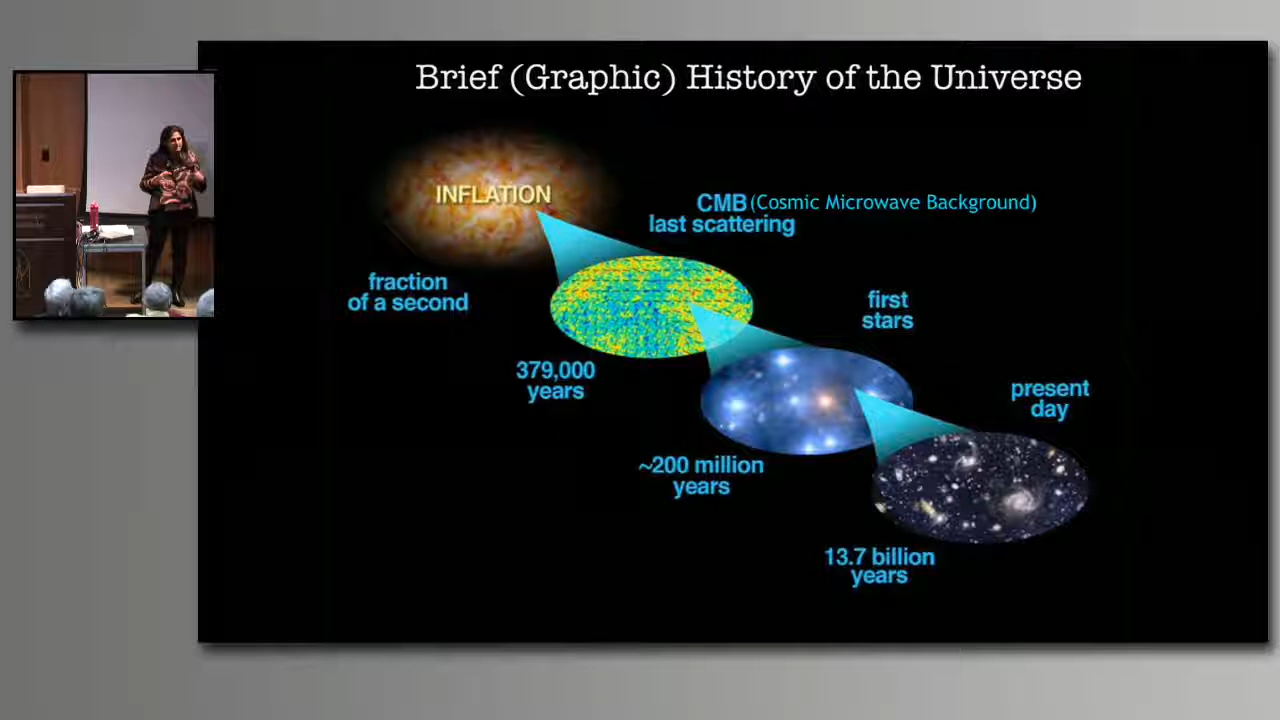 Brief (Graphic) History of the Universe
INFLATION
fraction
of a second
CMB (Cosmic Microwave Background)
last scattering
379,000
years
first
stars
~200 million
years
present
day
13.7 billion
years